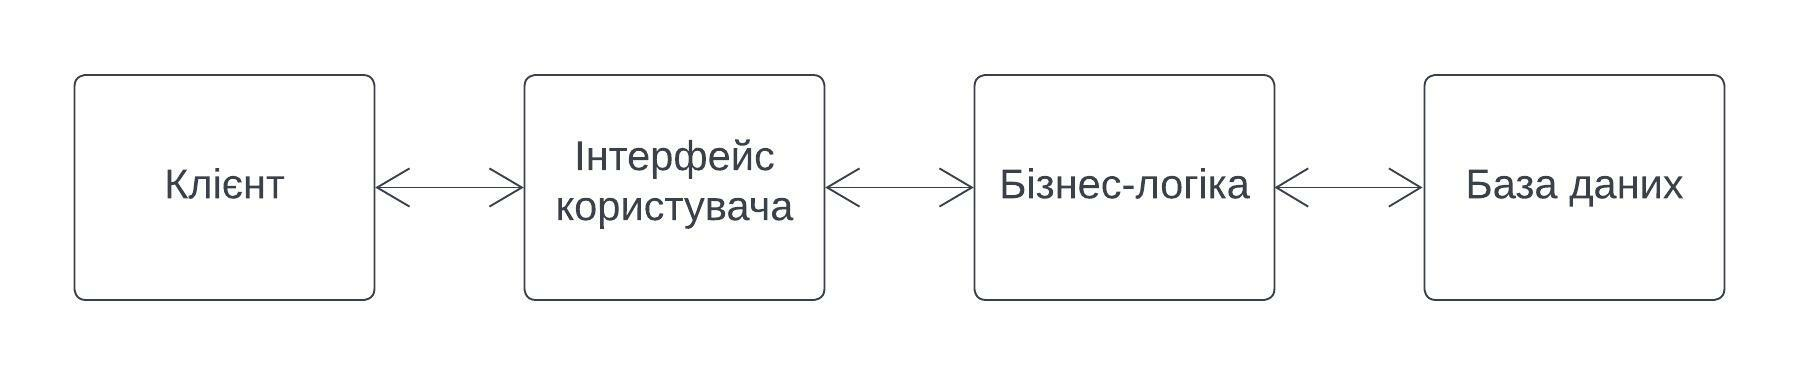 Клієнт
Інтерфейс
користувача
Бізнес-логіка
База даних